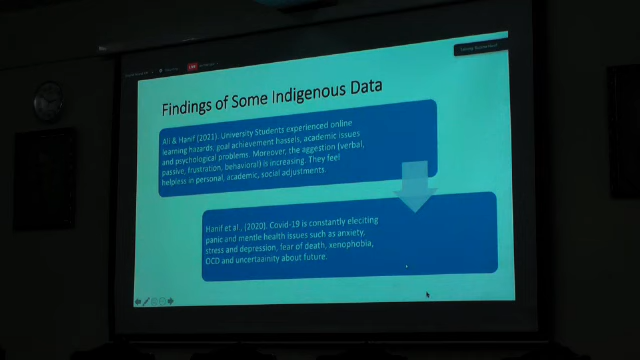 Findings of Some Indigenous Data
Ali & Hanif (2021). University Students experienced online
learning hazards, goal achievement hassels, academic issues
and psychological problems. Moreover, the aggestion (verbal,
passive, frustration, behavioral) is increasing. They feel
helpless in personal, academic, social adjustments.
Hanif et al., (2020). Covid-19 is constantly eleciting
panic and mentle health issues such as anxiety,
stress and depression, fear of death, xenophobia,
OCD and uncertaainity about future.